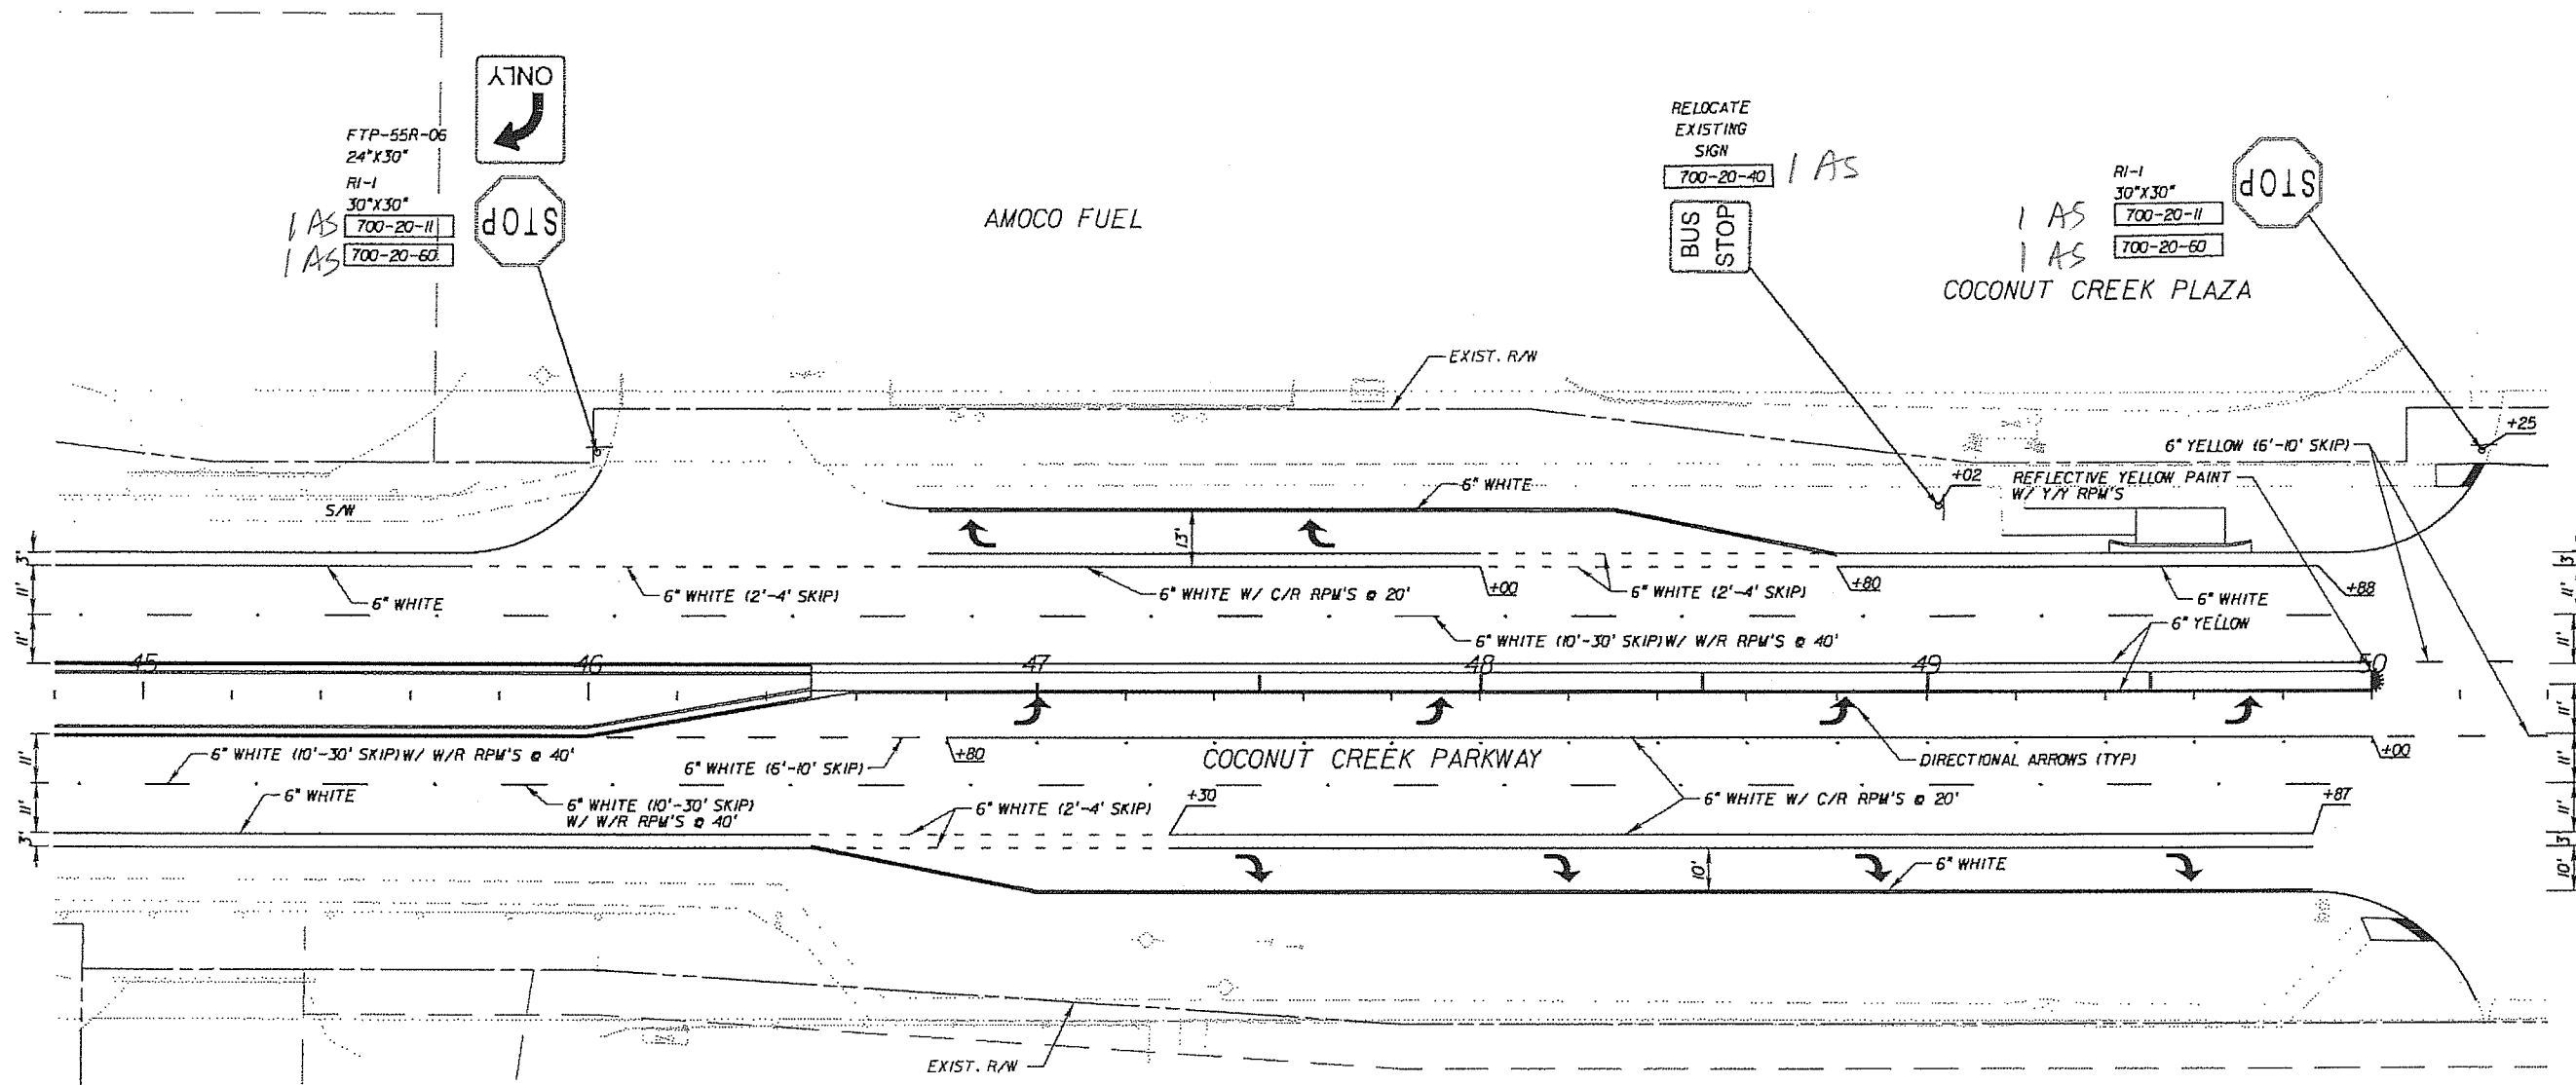 ONLY
FTP-55R-06
24"X30"
R1-1
30"X30"
1 AS 700-20-11
1 AS 700-20-60
STOP
AMOCO FUEL
RELOCATE
EXISTING
SIGN
700-20-40 1 AS
BUS
STOP
R1-1
30"X30"
1 AS 700-20-11
1 AS 700-20-60
STOP
COCONUT CREEK PLAZA
EXIST. R/W
6" YELLOW (6'-10' SKIP)
+25
+02
REFLECTIVE YELLOW PAINT
W/ Y/Y RPM'S
S/W
6" WHITE
13'
3'
11'
11'
6" WHITE
6" WHITE (2'-4' SKIP)
6" WHITE W/ C/R RPM'S @ 20'
+00
6" WHITE (2'-4' SKIP)
+80
6" WHITE
+88
3'
11'
11'
6" WHITE (10'-30' SKIP) W/ W/R RPM'S @ 40'
6" YELLOW
45 46 47 48 49 50
6" WHITE (10'-30' SKIP) W/ W/R RPM'S @ 40'
6" WHITE (6'-10' SKIP)
+80
COCONUT CREEK PARKWAY
DIRECTIONAL ARROWS (TYP)
+00
11'
11'
3'
6" WHITE
6" WHITE (10'-30' SKIP)
W/ W/R RPM'S @ 40'
6" WHITE (2'-4' SKIP)
+30
6" WHITE W/ C/R RPM'S @ 20'
+87
11'
11'
11'
3'
10'
10'
6" WHITE
EXIST. R/W